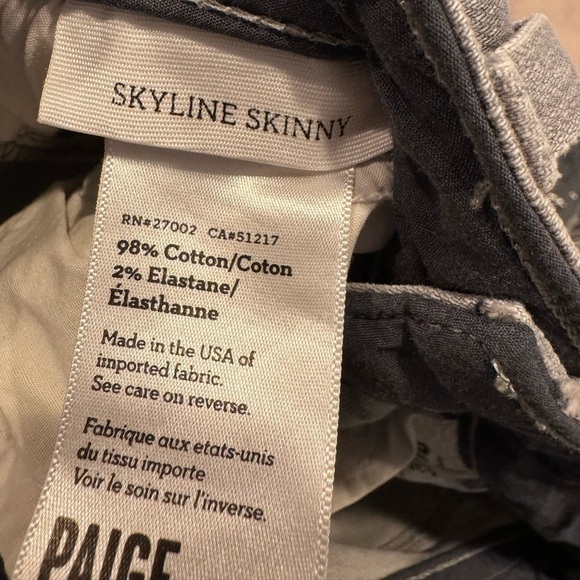 SKYLINE SKINNY
RN#27002 CA#51217
98% Cotton/Coton
2% Elastane/
Élasthanne
Made in the USA of
imported fabric.
See care on reverse.
Fabrique aux etats-unis
du tissu importe
Voir le soin sur l'inverse.
PAIGE